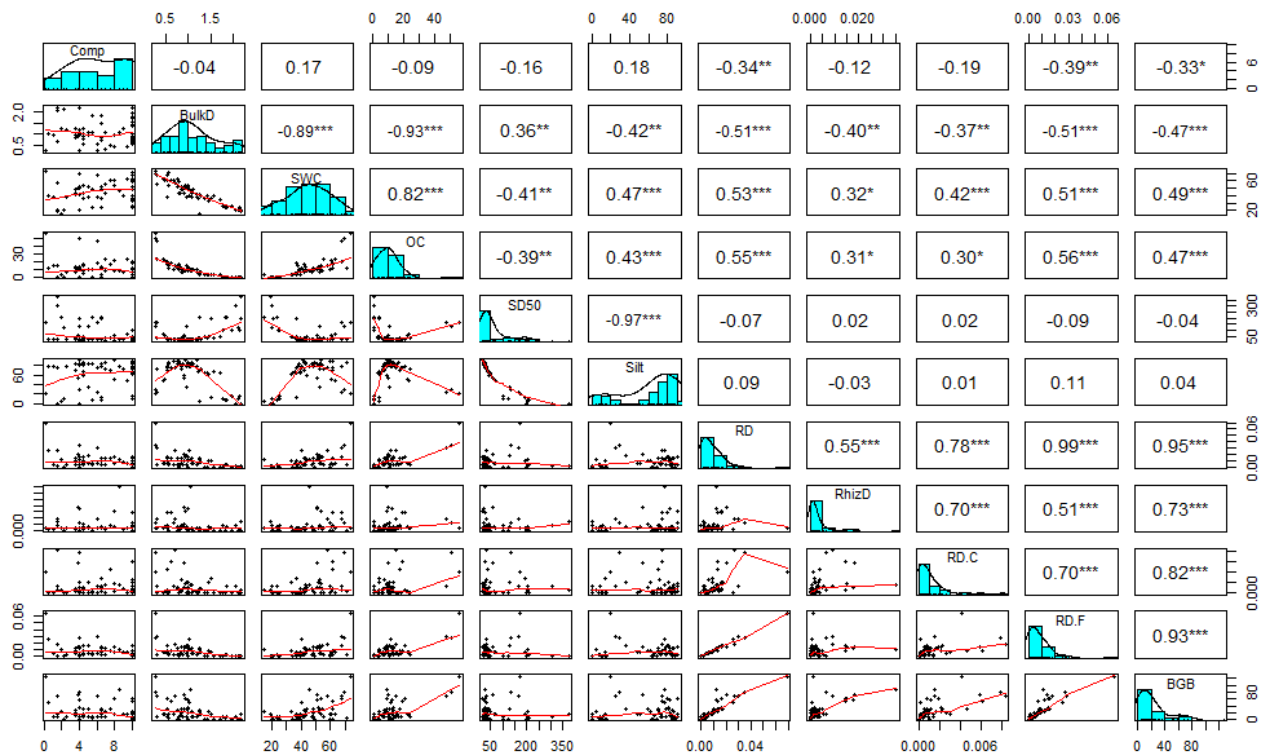 0.5 1.5 0 20 40 0 40 80 0.000 0.020 0.00 0.03 0.06
Comp -0.04 0.17 -0.09 -0.16 0.18 -0.34** -0.12 -0.19 -0.39** -0.33* 0 6
0.5 2.0 BulkD -0.89*** -0.93*** 0.36** -0.42** -0.51*** -0.40** -0.37** -0.51*** -0.47***
SWC 0.82*** -0.41** 0.47*** 0.53*** 0.32* 0.42*** 0.51*** 0.49*** 20 60
0 30 OC -0.39** 0.43*** 0.55*** 0.31* 0.30* 0.56*** 0.47***
SD50 -0.97*** -0.07 0.02 0.02 -0.09 -0.04 50 300
0 60 Silt 0.09 -0.03 0.01 0.11 0.04
RD 0.55*** 0.78*** 0.99*** 0.95*** 0.00 0.06
0.000 RhizD 0.70*** 0.51*** 0.73***
RD.C 0.70*** 0.82*** 0.000
0.00 0.06 RD.F 0.93***
BGB 0 80
0 4 8 20 40 60 50 200 350 0.00 0.04 0.0000 0.006 0 40 80